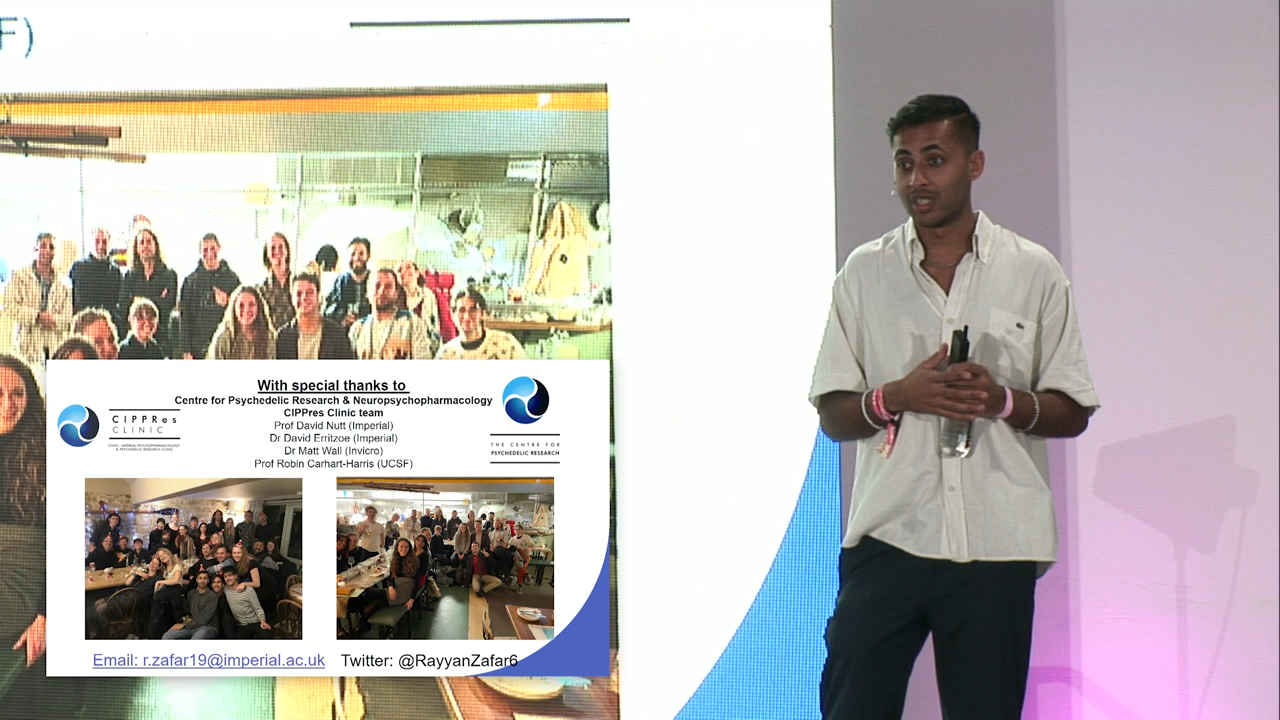 F)
With special thanks to
Centre for Psychedelic Research & Neuropsychopharmacology
CIPPRes Clinic team
Prof David Nutt (Imperial)
Dr David Erritzoe (Imperial)
Dr Matt Wall (Invicro)
Prof Robin Carhart-Harris (UCSF)
CIPPRes
CLINIC
THE CENTRE FOR
PSYCHEDELIC RESEARCH
Email: r.zafar19@imperial.ac.uk Twitter: @RayyanZafar6